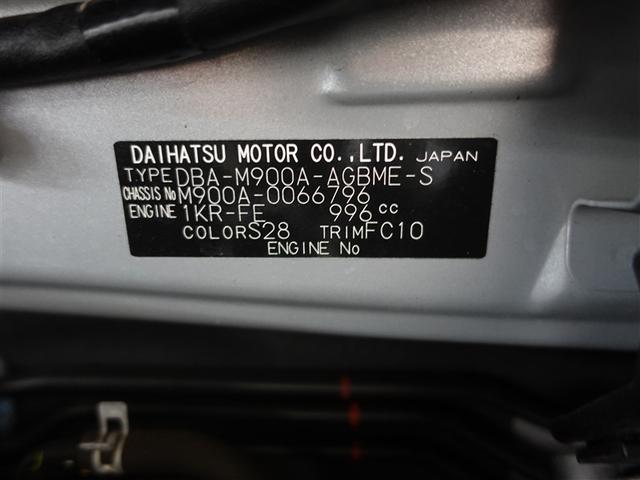 DAIHATSU MOTOR CO.,LTD. JAPAN
TYPE DBA-M900A-AGBME-S
CHASSIS No M900A-0066796
ENGINE 1KR-FE 996 cc
COLOR S28 TRIM FC10
ENGINE No